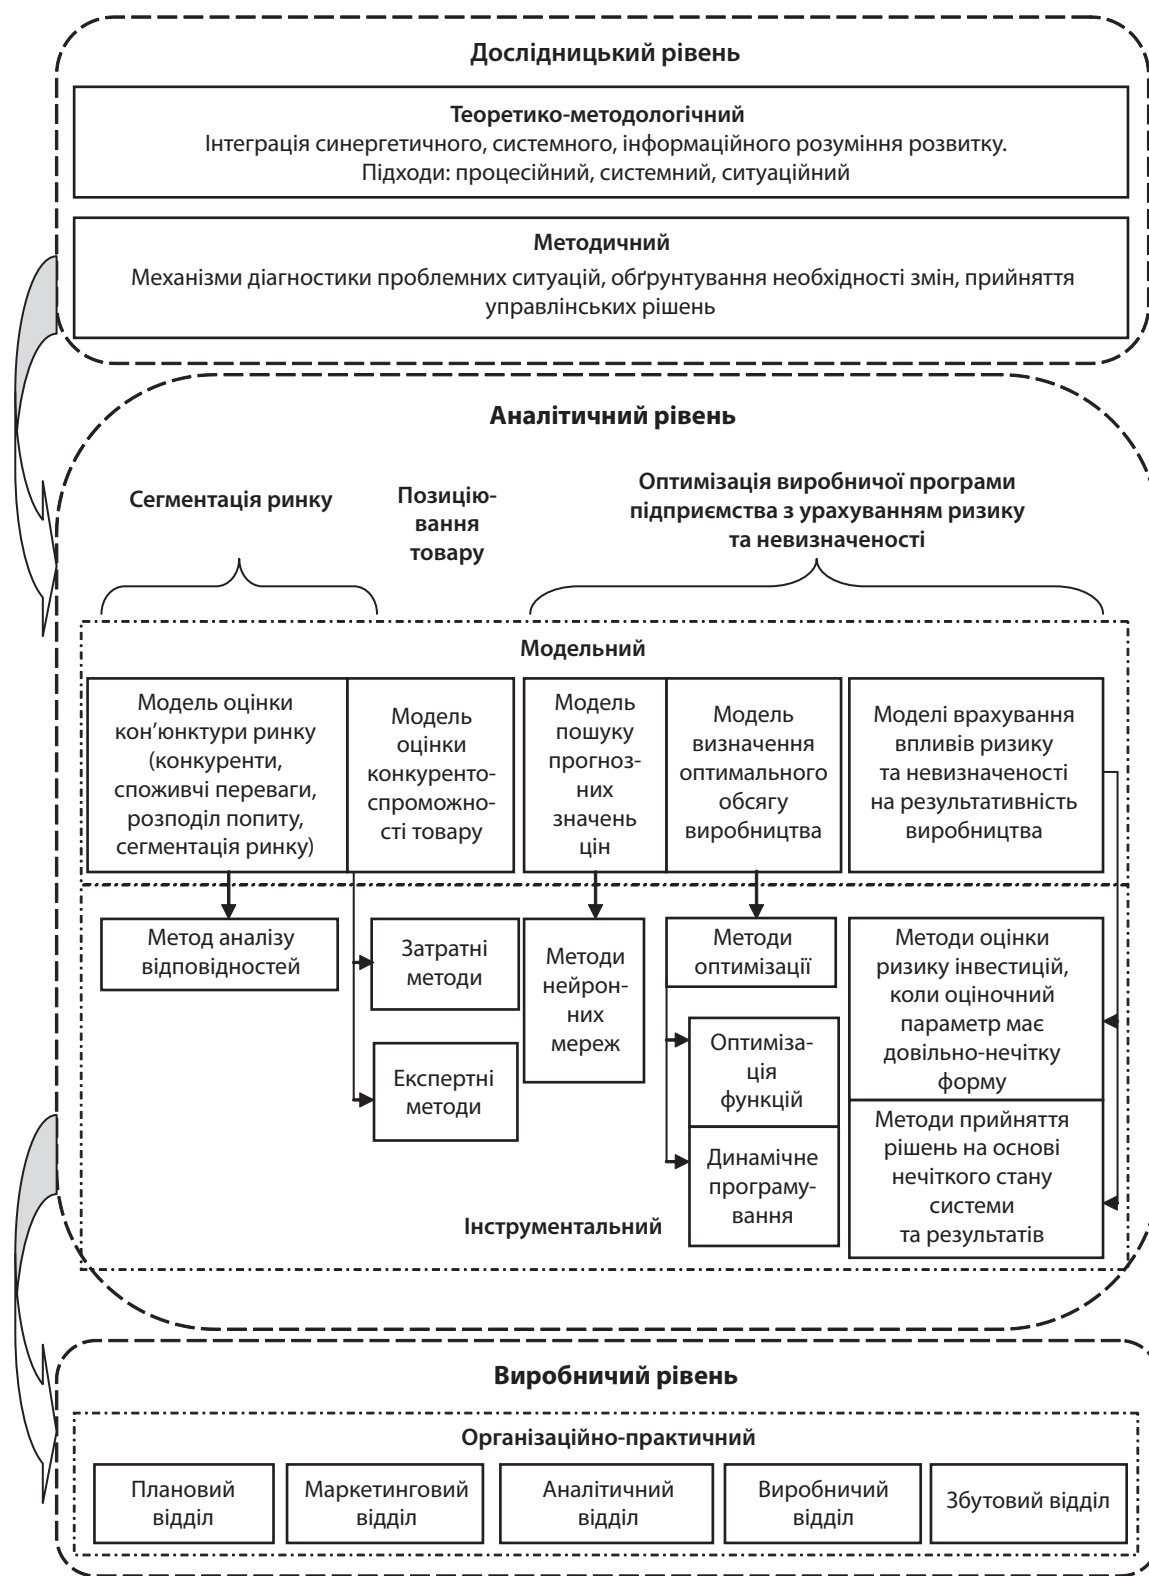 Дослідницький рівень
Теоретико-методологічний
Інтеграція синергетичного, системного, інформаційного розуміння розвитку.
Підходи: процесійний, системний, ситуаційний
Методичний
Механізми діагностики проблемних ситуацій, обґрунтування необхідності змін, прийняття
управлінських рішень
Аналітичний рівень
Сегментація ринку
Позицію-
вання
товару
Оптимізація виробничої програми
підприємства з урахуванням ризику
та невизначеності
Модельний
Модель оцінки
кон’юнктури ринку
(конкуренти,
споживчі переваги,
розподіл попиту,
сегментація ринку)
Модель
оцінки
конкуренто-
спроможно-
сті товару
Модель
пошуку
прогноз-
них
значень
цін
Модель
визначення
оптимального
обсягу
виробництва
Моделі врахування
впливів ризику
та невизначеності
на результативність
виробництва
Метод аналізу
відповідностей
Затратні
методи
Експертні
методи
Методи
нейрон-
них
мереж
Методи
оптимізації
Оптиміза-
ція
функцій
Динамічне
програму-
вання
Методи оцінки
ризику інвестицій,
коли оціночний
параметр має
довільно-нечітку
форму
Методи прийняття
рішень на основі
нечіткого стану
системи
та результатів
Інструментальний
Виробничий рівень
Організаційно-практичний
Плановий
відділ
Маркетинговий
відділ
Аналітичний
відділ
Виробничий
відділ
Збутовий відділ